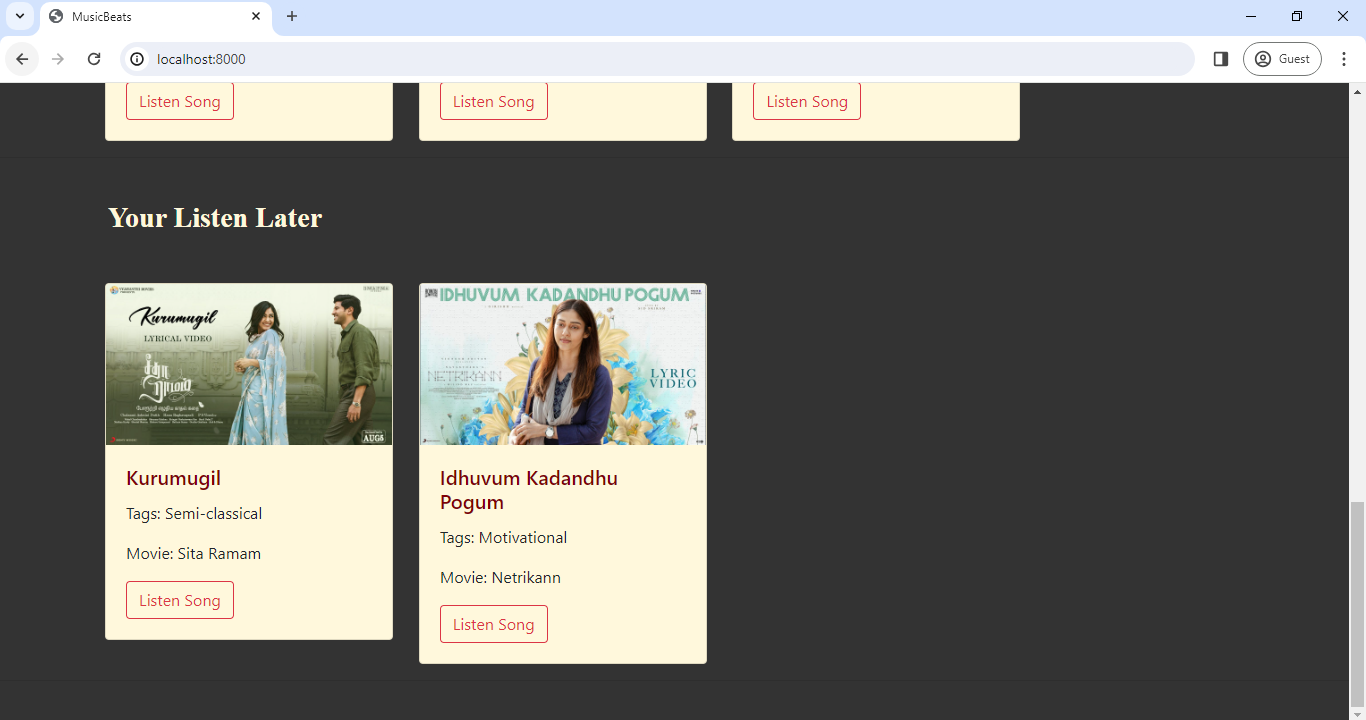 MusicBeats
localhost:8000
Guest
Listen Song
Listen Song
Listen Song
Your Listen Later
Kurumugil
LYRICAL VIDEO
சீதா
ராமம்
AUG5
IDHUVUM KADANDHU POGUM
NETRIKANN
LYRIC
VIDEO
Kurumugil
Tags: Semi-classical
Movie: Sita Ramam
Listen Song
Idhuvum Kadandhu
Pogum
Tags: Motivational
Movie: Netrikann
Listen Song